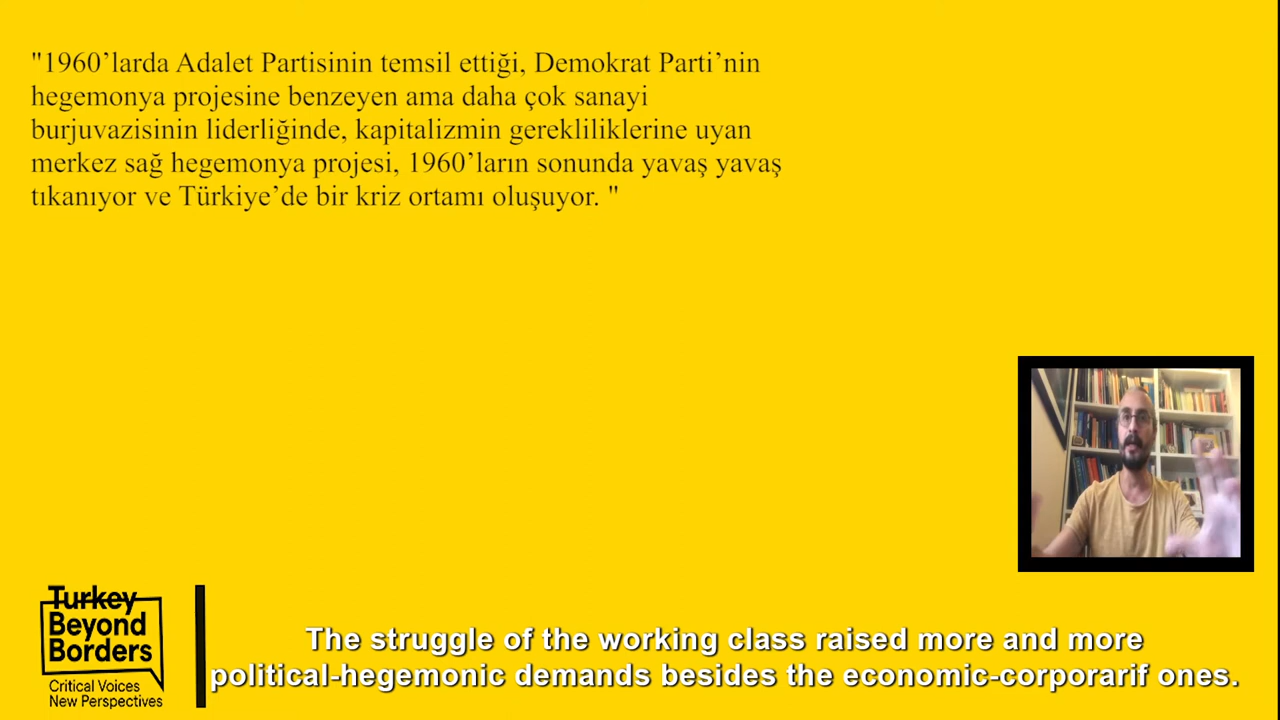 "1960’larda Adalet Partisinin temsil ettiği, Demokrat Parti’nin
hegemonya projesine benzeyen ama daha çok sanayi
burjuvazisinin liderliğinde, kapitalizmin gerekliliklerine uyan
merkez sağ hegemonya projesi, 1960’ların sonunda yavaş yavaş
tıkanıyor ve Türkiye’de bir kriz ortamı oluşuyor. "
Turkey
Beyond
Borders
Critical Voices
New Perspectives
The struggle of the working class raised more and more
political-hegemonic demands besides the economic-corporarif ones.